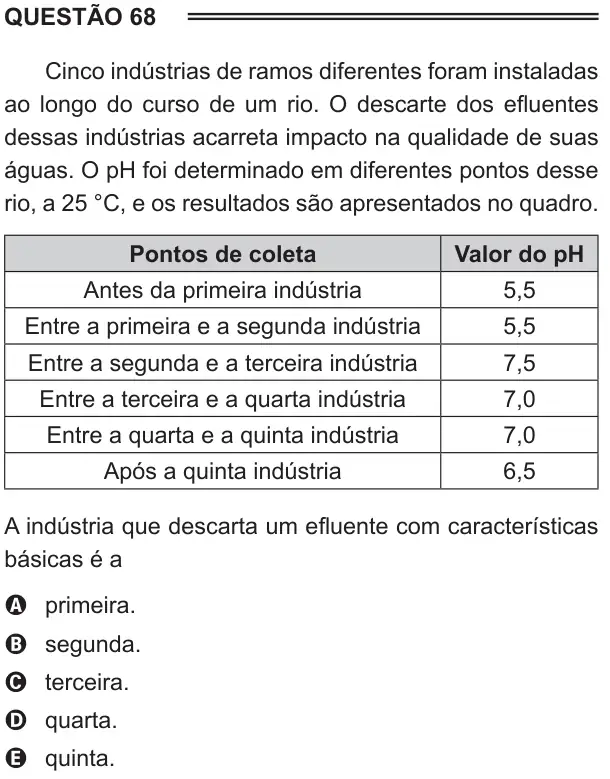 QUESTÃO 68
Cinco indústrias de ramos diferentes foram instaladas
ao longo do curso de um rio. O descarte dos efluentes
dessas indústrias acarreta impacto na qualidade de suas
águas. O pH foi determinado em diferentes pontos desse
rio, a 25 °C, e os resultados são apresentados no quadro.
Pontos de coleta Valor do pH
Antes da primeira indústria 5,5
Entre a primeira e a segunda indústria 5,5
Entre a segunda e a terceira indústria 7,5
Entre a terceira e a quarta indústria 7,0
Entre a quarta e a quinta indústria 7,0
Após a quinta indústria 6,5
A indústria que descarta um efluente com características
básicas é a
A primeira.
B segunda.
C terceira.
D quarta.
E quinta.